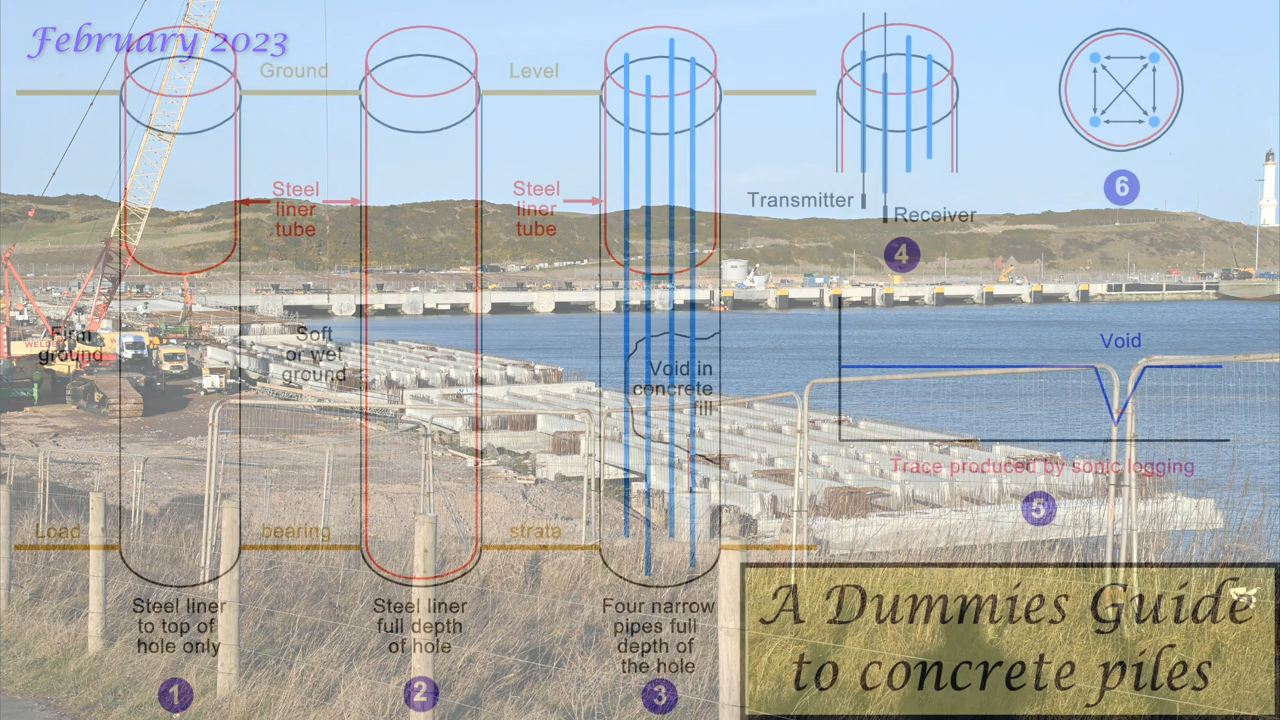 February 2023
Ground
Level
Steel
liner
tube
Steel
liner
tube
Transmitter
Receiver
4
6
Firm
ground
Soft
or wet
ground
Void in
concrete
fill
Void
Trace produced by sonic logging
5
Load
bearing
strata
Steel liner
to top of
hole only
1
Steel liner
full depth
of hole
2
Four narrow
pipes full
depth of
the hole
3
A Dummies Guide
to concrete piles